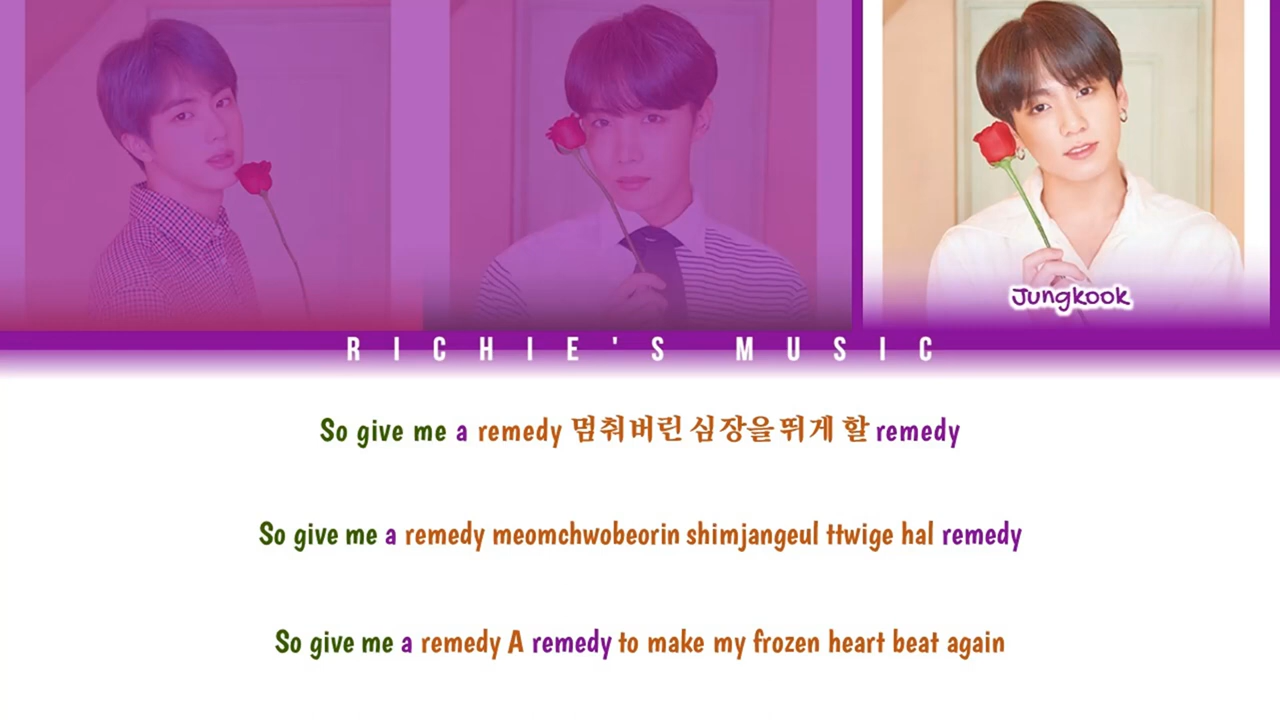 Jungkook
RICHIE'S MUSIC
So give me a remedy 멈춰버린 심장을 뛰게 할 remedy
So give me a remedy meomchwobeorin shimjangeul ttwige hal remedy
So give me a remedy A remedy to make my frozen heart beat again